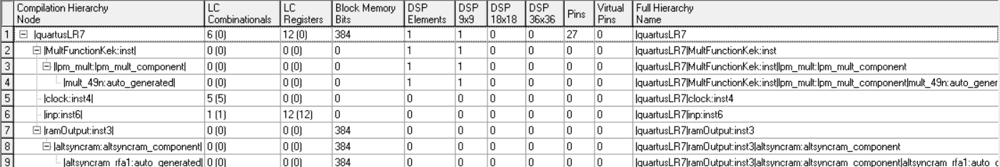 Compilation Hierarchy Node | LC Combinationals | LC Registers | Block Memory Bits | DSP Elements | DSP 9x9 | DSP 18x18 | DSP 36x36 | Pins | Virtual Pins | Full Hierarchy Name
1 | |quartusLR7 | 6 (0) | 12 (0) | 384 | 1 | 1 | 0 | 0 | 27 | 0 | |quartusLR7
2 | |MultFunctionKek:inst| | 0 (0) | 0 (0) | 0 | 1 | 1 | 0 | 0 | 0 | 0 | |quartusLR7|MultFunctionKek:inst
3 | |lpm_mult:lpm_mult_component| | 0 (0) | 0 (0) | 0 | 1 | 1 | 0 | 0 | 0 | 0 | |quartusLR7|MultFunctionKek:inst|lpm_mult:lpm_mult_component
4 | |mult_49n:auto_generated| | 0 (0) | 0 (0) | 0 | 1 | 1 | 0 | 0 | 0 | 0 | |quartusLR7|MultFunctionKek:inst|lpm_mult:lpm_mult_component|mult_49n:auto_gener
5 | |clock:inst4| | 5 (5) | 0 (0) | 0 | 0 | 0 | 0 | 0 | 0 | 0 | |quartusLR7|clock:inst4
6 | |inp:inst6| | 1 (1) | 12 (12) | 0 | 0 | 0 | 0 | 0 | 0 | 0 | |quartusLR7|inp:inst6
7 | |ramOutput:inst3| | 0 (0) | 0 (0) | 384 | 0 | 0 | 0 | 0 | 0 | 0 | |quartusLR7|ramOutput:inst3
8 | |altsyncram:altsyncram_component| | 0 (0) | 0 (0) | 384 | 0 | 0 | 0 | 0 | 0 | 0 | |quartusLR7|ramOutput:inst3|altsyncram:altsyncram_component
9 | |altsyncram_rfa1:auto_generated| | 0 (0) | 0 (0) | 384 | 0 | 0 | 0 | 0 | 0 | 0 | |quartusLR7|ramOutput:inst3|altsyncram:altsyncram_component|altsyncram_rfa1:auto_